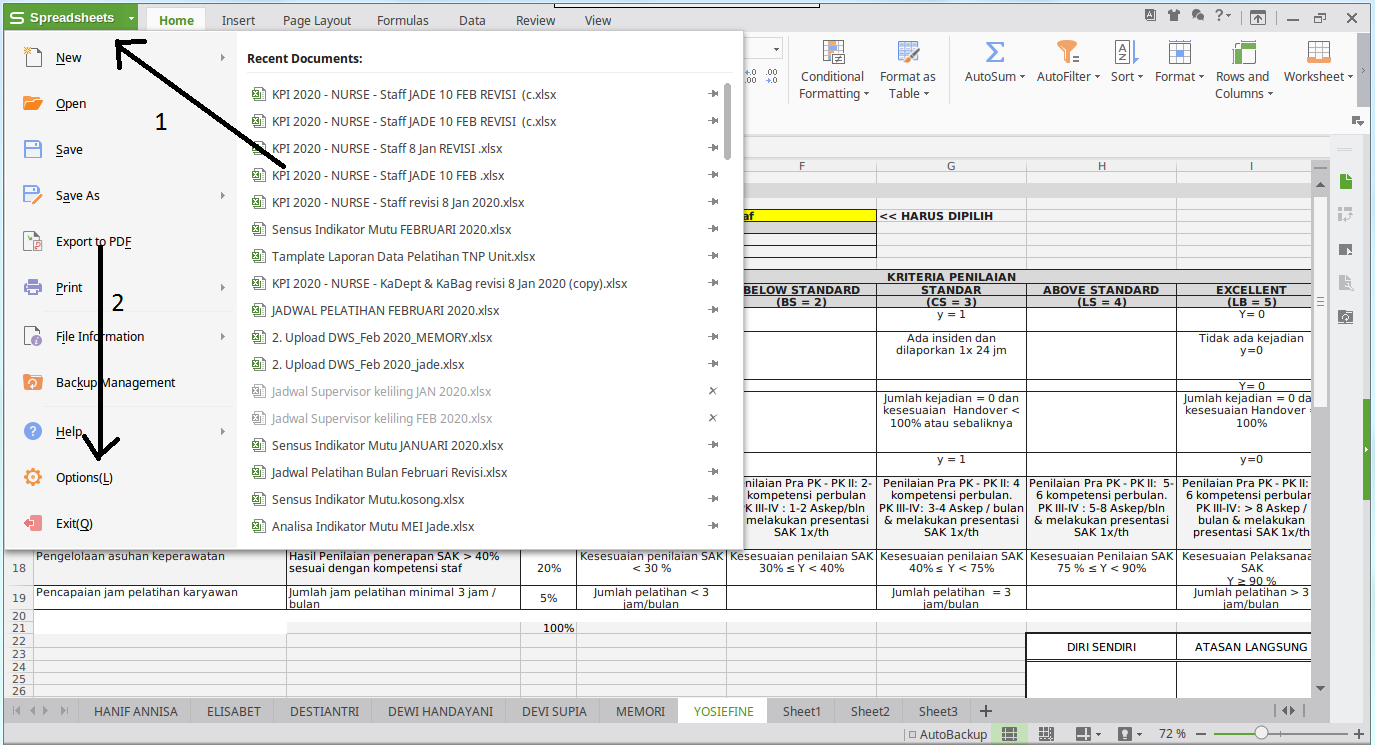 Spreadsheets
Home
Insert
Page Layout
Formulas
Data
Review
View
New
Open
Save
Save As
Export to PDF
Print
File Information
Backup Management
Help
Options(L)
Exit(Q)
1
2
Recent Documents:
KPI 2020 - NURSE - Staff JADE 10 FEB REVISI (c.xlsx
KPI 2020 - NURSE - Staff JADE 10 FEB REVISI (c.xlsx
KPI 2020 - NURSE - Staff 8 Jan REVISI .xlsx
KPI 2020 - NURSE - Staff JADE 10 FEB .xlsx
KPI 2020 - NURSE - Staff revisi 8 Jan 2020.xlsx
Sensus Indikator Mutu FEBRUARI 2020.xlsx
Tamplate Laporan Data Pelatihan TNP Unit.xlsx
KPI 2020 - NURSE - KaDept & KaBag revisi 8 Jan 2020 (copy).xlsx
JADWAL PELATIHAN FEBRUARI 2020.xlsx
2. Upload DWS_Feb 2020_MEMORY.xlsx
2. Upload DWS_Feb 2020_jade.xlsx
Jadwal Supervisor keliling JAN 2020.xlsx
Jadwal Supervisor keliling FEB 2020.xlsx
Sensus Indikator Mutu JANUARI 2020.xlsx
Jadwal Pelatihan Bulan Februari Revisi.xlsx
Sensus Indikator Mutu.kosong.xlsx
Analisa Indikator Mutu MEI Jade.xlsx
Conditional
Formatting
Format as
Table
AutoSum
AutoFilter
Sort
Format
Rows and
Columns
Worksheet
F
G
H
I
af
<< HARUS DIPILIH
KRITERIA PENILAIAN
BELOW STANDARD
(BS = 2)
STANDAR
(CS = 3)
ABOVE STANDARD
(LS = 4)
EXCELLENT
(LB = 5)
y = 1
Y= 0
Ada insiden dan
dilaporkan 1x 24 jm
Tidak ada kejadian
y=0
Y= 0
Jumlah kejadian = 0 dan
kesesuaian Handover <
100% atau sebaliknya
Jumlah kejadian = 0 da
kesesuaian Handover =
100%
y = 1
y=0
enilaian Pra PK - PK II: 2-
kompetensi perbulan
PK III-IV : 1-2 Askep/bln
& melakukan presentasi
SAK 1x/th
Penilaian Pra PK - PK II: 4
kompetensi perbulan.
PK III-IV: 3-4 Askep / bulan
& melakukan presentasi
SAK 1x/th
Penilaian Pra PK - PK II: 5-
6 kompetensi perbulan.
PK III-IV : 5-8 Askep/bln
& melakukan presentasi
SAK 1x/th
Penilaian Pra PK - PK II:
6 kompetensi perbulan.
PK III-IV: > 8 Askep /
bulan & melakukan
presentasi SAK 1x/th
18
Pengelolaan asuhan keperawatan
Hasil Penilaian penerapan SAK > 40%
sesuai dengan kompetensi staf
20%
Kesesuaian penilaian SAK
< 30 %
Kesesuaian penilaian SAK
30% ≤ Y < 40%
Kesesuaian penilaian SAK
40% ≤ Y < 75%
Kesesuaian Penilaian SAK
75 % ≤ Y < 90%
Kesesuaian Pelaksanaa
SAK
Y ≥ 90 %
19
Pencapaian jam pelatihan karyawan
Jumlah jam pelatihan minimal 3 jam /
bulan
5%
Jumlah pelatihan < 3
jam/bulan
Jumlah pelatihan = 3
jam/bulan
Jumlah pelatihan > 3
jam/bulan
20
21
100%
22
23
DIRI SENDIRI
ATASAN LANGSUNG
24
25
26
HANIF ANNISA
ELISABET
DESTIANTRI
DEWI HANDAYANI
DEVI SUPIA
MEMORI
YOSIEFINE
Sheet1
Sheet2
Sheet3
AutoBackup
72 %